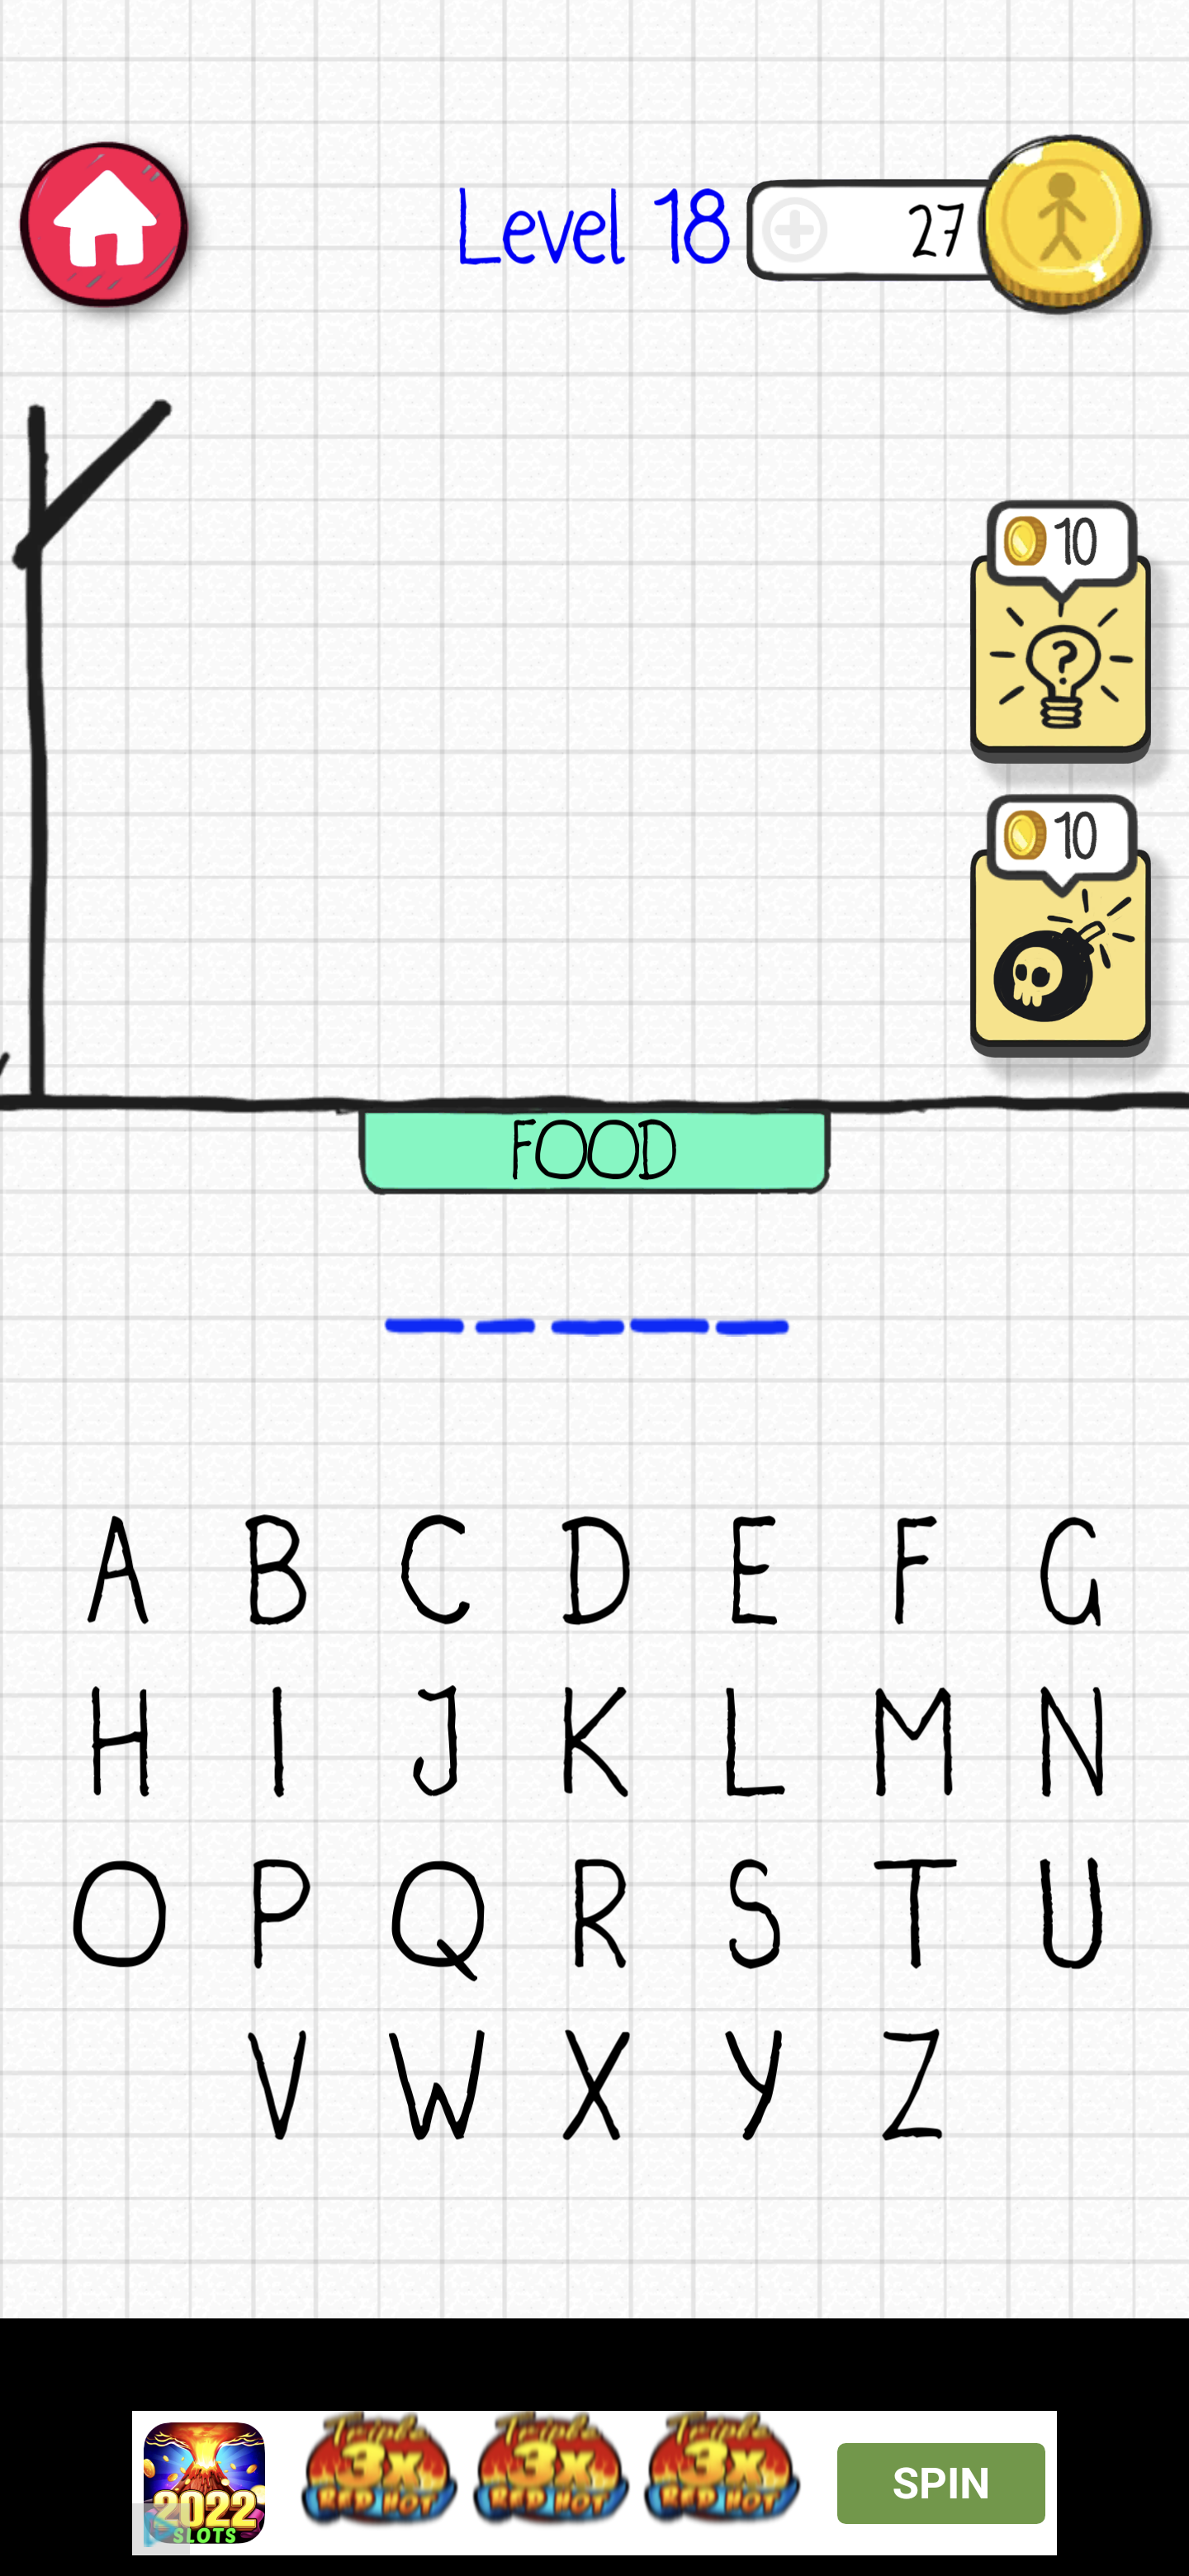 Level 18
27
10
10
FOOD
A B C D E F G
H I J K L M N
O P Q R S T U
V W X Y Z
2022
SLOTS
Triple Triple Triple
3x 3x 3x
RED HOT RED HOT RED HOT
SPIN